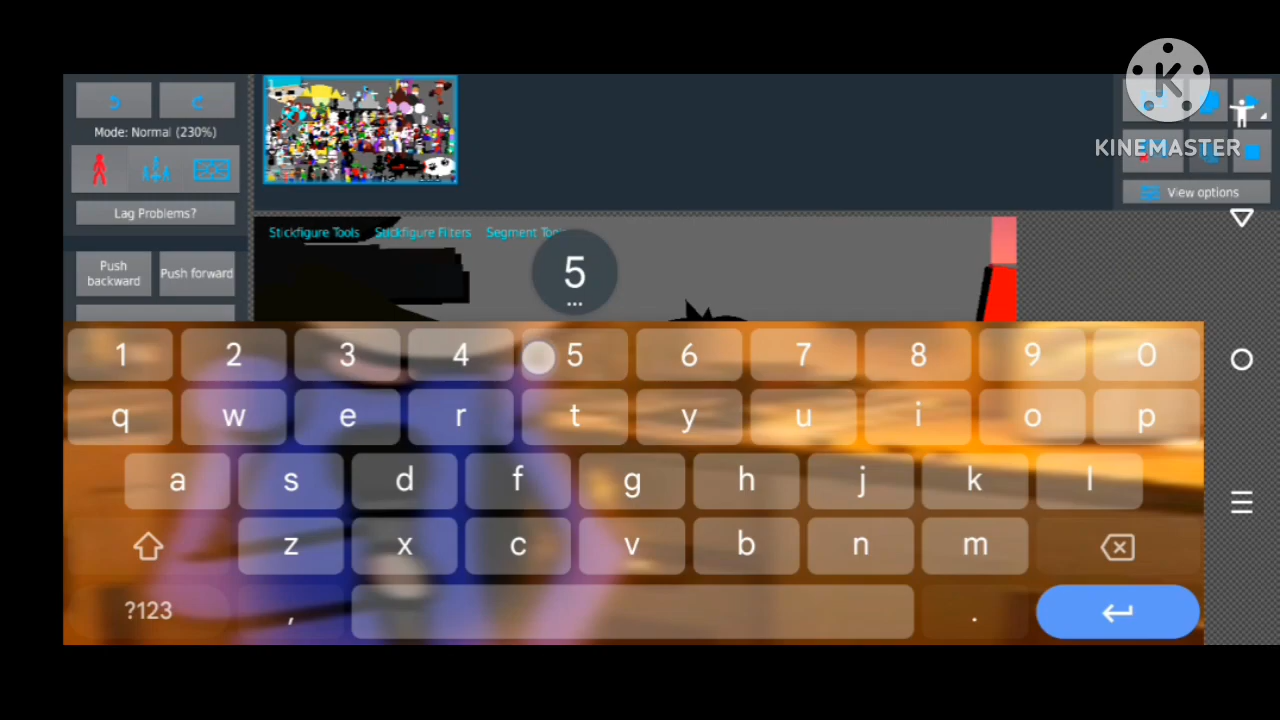 K
KINEMASTER
Mode: Normal (230%)
Lag Problems?
View options
Stickfigure Tools Stickfigure Filters Segment
Push backward
Push forward
5
...
1 2 3 4 5 6 7 8 9 0
q w e r t y u i o p
a s d f g h j k l
z x c v b n m
?123 , .